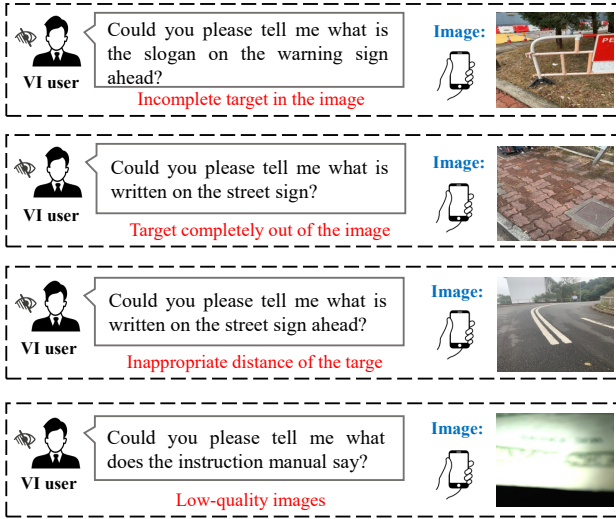 Could you please tell me what is
the slogan on the warning sign
ahead?
VI user
Incomplete target in the image
Image:
PE
Could you please tell me what is
written on the street sign?
VI user
Target completely out of the image
Image:
Could you please tell me what is
written on the street sign ahead?
VI user
Inappropriate distance of the targe
Image:
Could you please tell me what
does the instruction manual say?
VI user
Low-quality images
Image: